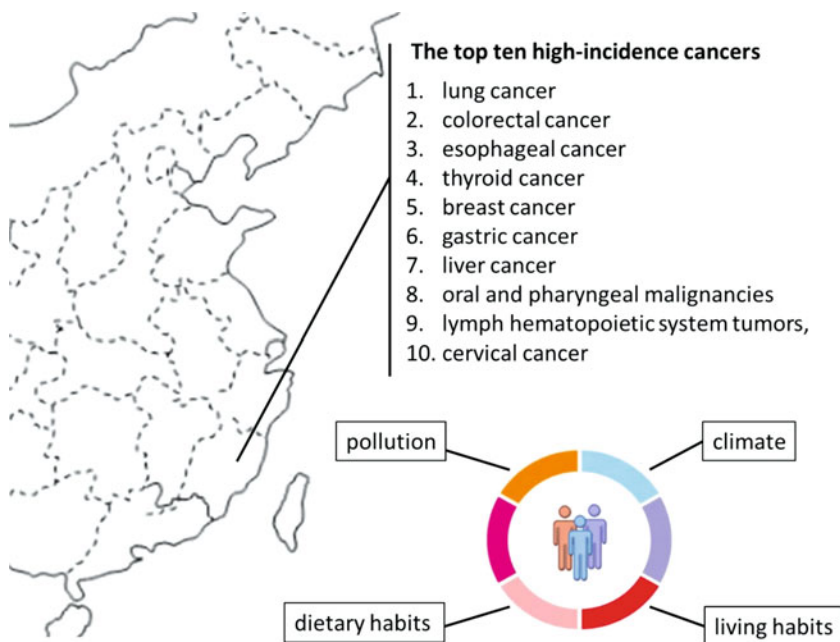 The top ten high-incidence cancers
1. lung cancer
2. colorectal cancer
3. esophageal cancer
4. thyroid cancer
5. breast cancer
6. gastric cancer
7. liver cancer
8. oral and pharyngeal malignancies
9. lymph hematopoietic system tumors,
10. cervical cancer
pollution
climate
dietary habits
living habits